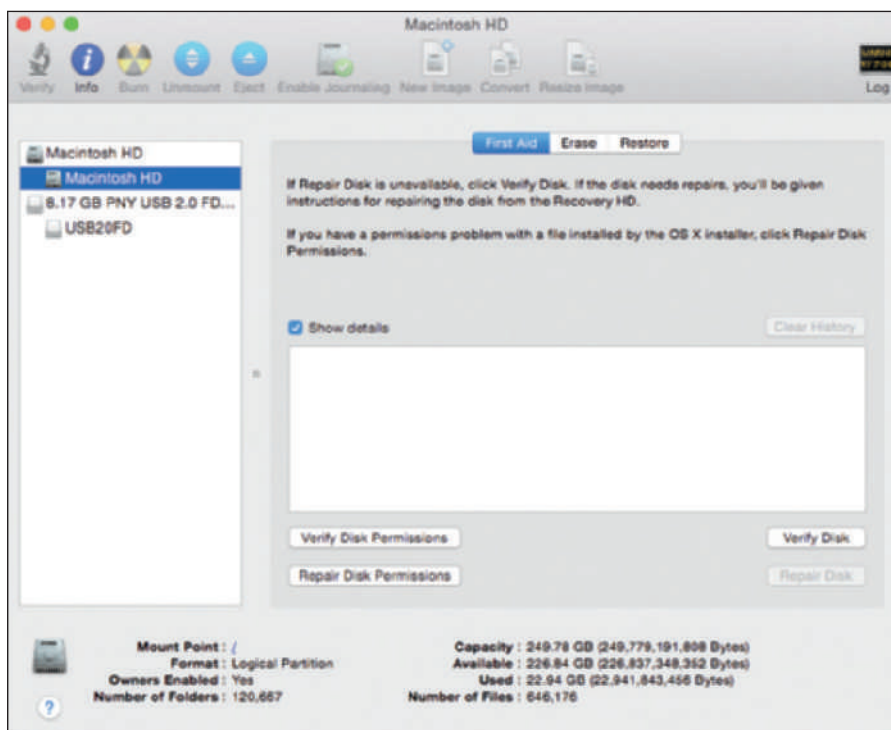 Macintosh HD
Verify Info Burn Unmount Eject Enable Journaling New Image Convert Resize Image Log
Macintosh HD
Macintosh HD
8.17 GB PNY USB 2.0 FD...
USB20FD
First Aid Erase Restore
If Repair Disk is unavailable, click Verify Disk. If the disk needs repairs, you'll be given
instructions for repairing the disk from the Recovery HD.
If you have a permissions problem with a file installed by the OS X installer, click Repair Disk
Permissions.
Show details Clear History
Verify Disk Permissions Verify Disk
Repair Disk Permissions Repair Disk
Mount Point : / Capacity : 249.78 GB (249,779,191,808 Bytes)
Format : Logical Partition Available : 226.84 GB (226,837,348,352 Bytes)
Owners Enabled : Yes Used : 22.94 GB (22,941,843,456 Bytes)
Number of Folders : 120,667 Number of Files : 646,176
?